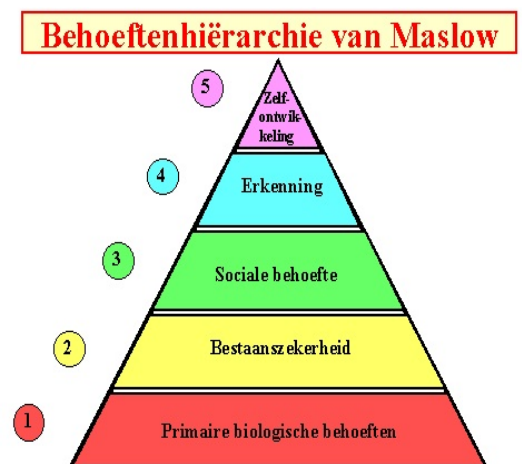 Behoeftenhiërarchie van Maslow
5
Zelf-
ontwik-
keling
4
Erkenning
3
Sociale behoefte
2
Bestaanszekerheid
1
Primaire biologische behoeften